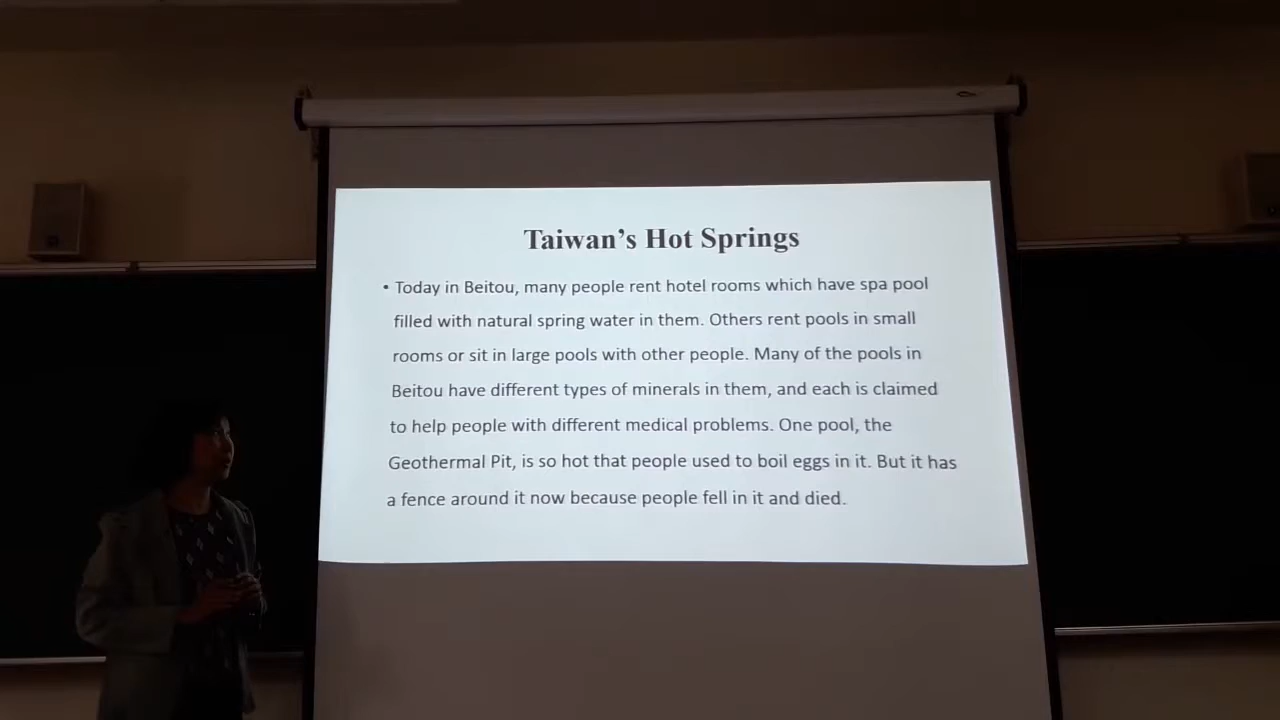 Taiwan’s Hot Springs
• Today in Beitou, many people rent hotel rooms which have spa pool
filled with natural spring water in them. Others rent pools in small
rooms or sit in large pools with other people. Many of the pools in
Beitou have different types of minerals in them, and each is claimed
to help people with different medical problems. One pool, the
Geothermal Pit, is so hot that people used to boil eggs in it. But it has
a fence around it now because people fell in it and died.